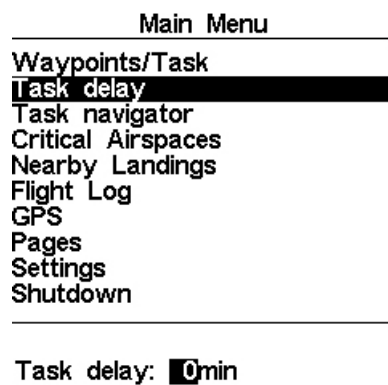 Main Menu
Waypoints/Task
Task delay
Task navigator
Critical Airspaces
Nearby Landings
Flight Log
GPS
Pages
Settings
Shutdown
Task delay: 0min